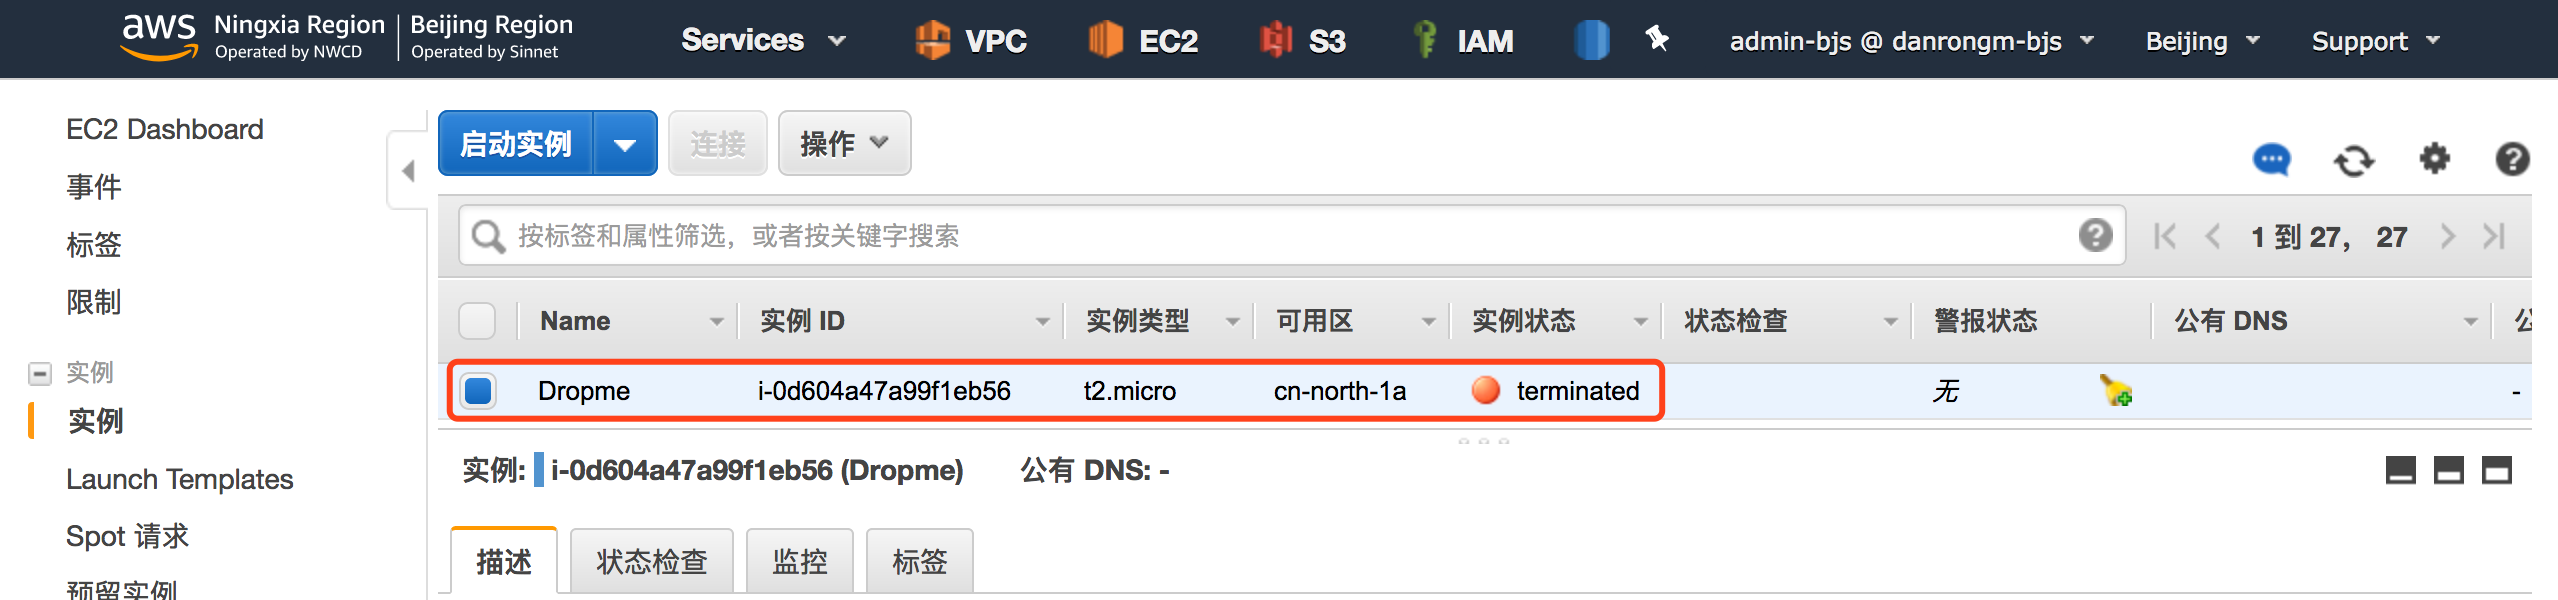 aws Ningxia Region Beijing Region
Operated by NWCD Operated by Sinnet
Services VPC EC2 S3 IAM admin-bjs @ danrongm-bjs Beijing Support
EC2 Dashboard
事件
标签
限制
实例
实例
Launch Templates
Spot 请求
预留实例
启动实例 连接 操作
按标签和属性筛选，或者按关键字搜索 1 到 27， 27
Name 实例 ID 实例类型 可用区 实例状态 状态检查 警报状态 公有 DNS
Dropme i-0d604a47a99f1eb56 t2.micro cn-north-1a terminated 无 -
实例: i-0d604a47a99f1eb56 (Dropme) 公有 DNS: -
描述 状态检查 监控 标签